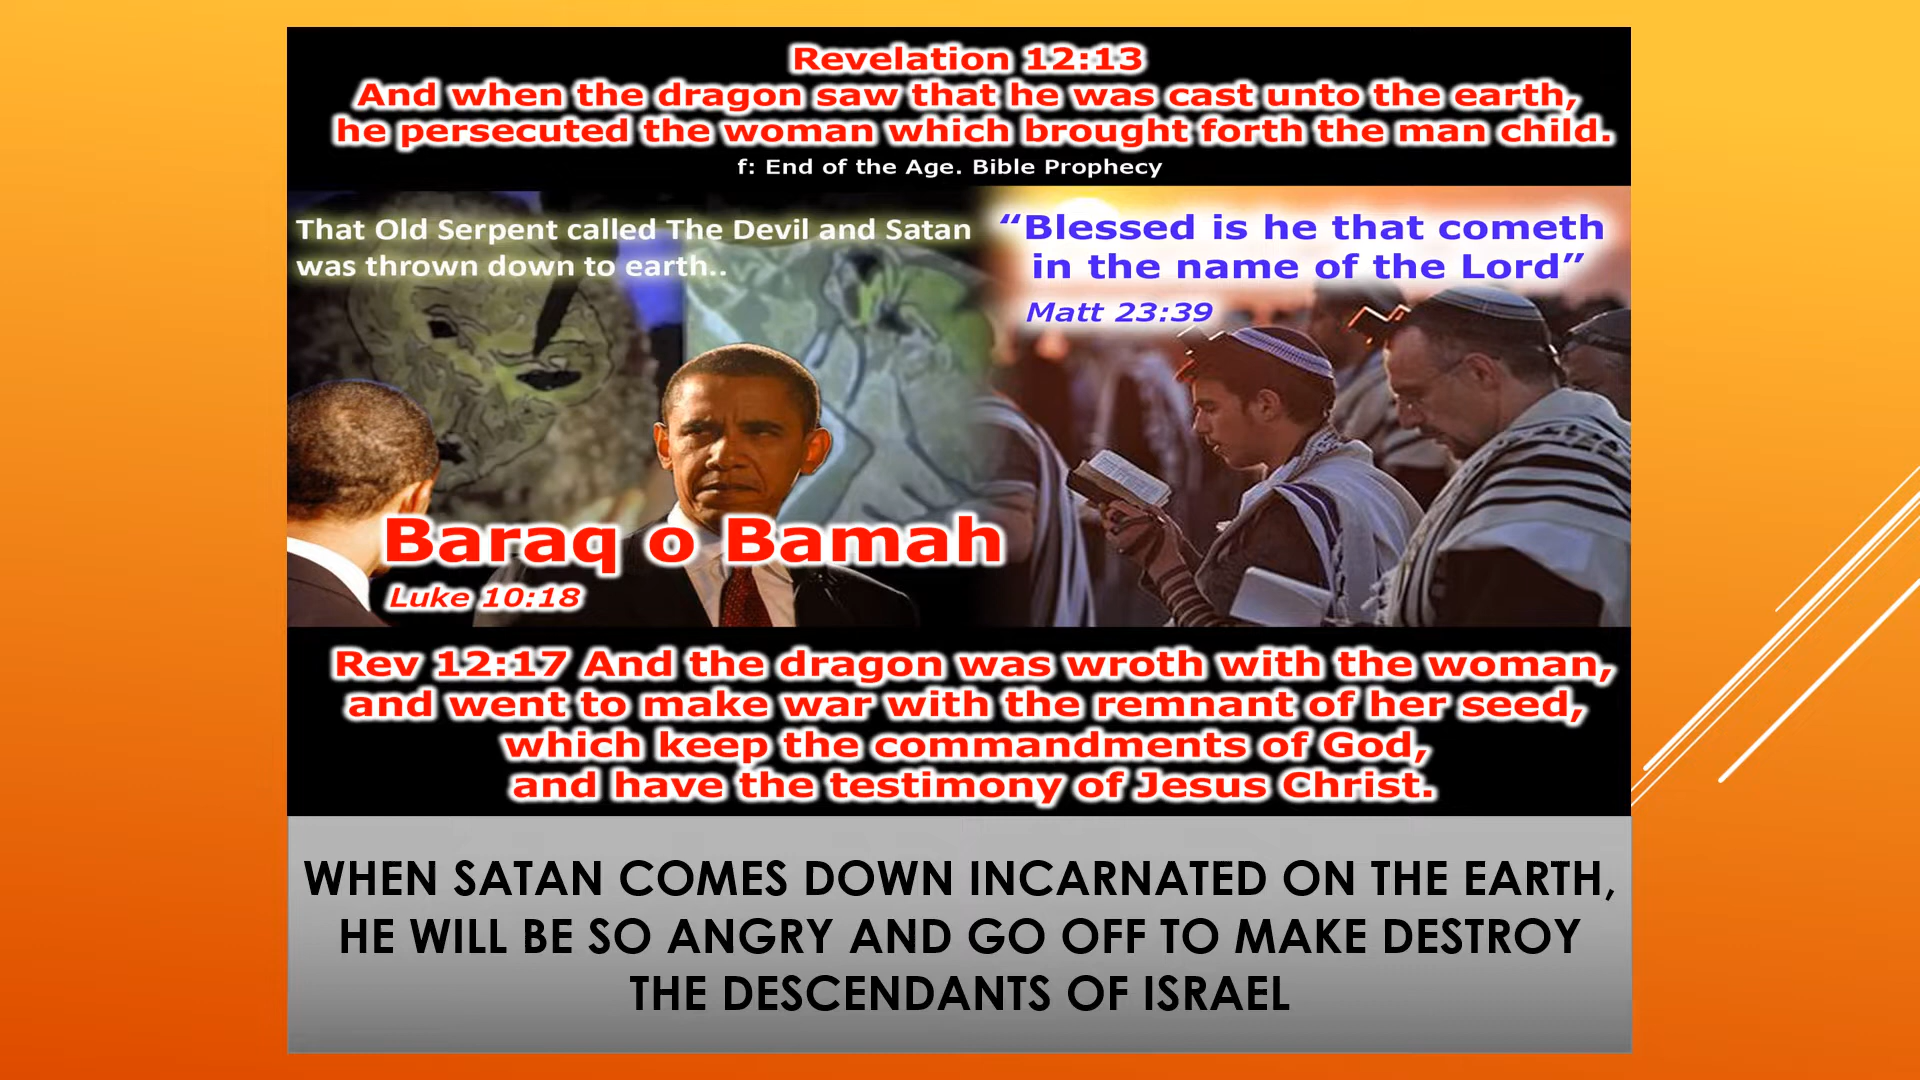 Revelation 12:13
And when the dragon saw that he was cast unto the earth,
he persecuted the woman which brought forth the man child.
f: End of the Age. Bible Prophecy
That Old Serpent called The Devil and Satan
was thrown down to earth..
Baraq o Bamah
Luke 10:18
“Blessed is he that cometh
in the name of the Lord”
Matt 23:39
Rev 12:17 And the dragon was wroth with the woman,
and went to make war with the remnant of her seed,
which keep the commandments of God,
and have the testimony of Jesus Christ.
WHEN SATAN COMES DOWN INCARNATED ON THE EARTH,
HE WILL BE SO ANGRY AND GO OFF TO MAKE DESTROY
THE DESCENDANTS OF ISRAEL